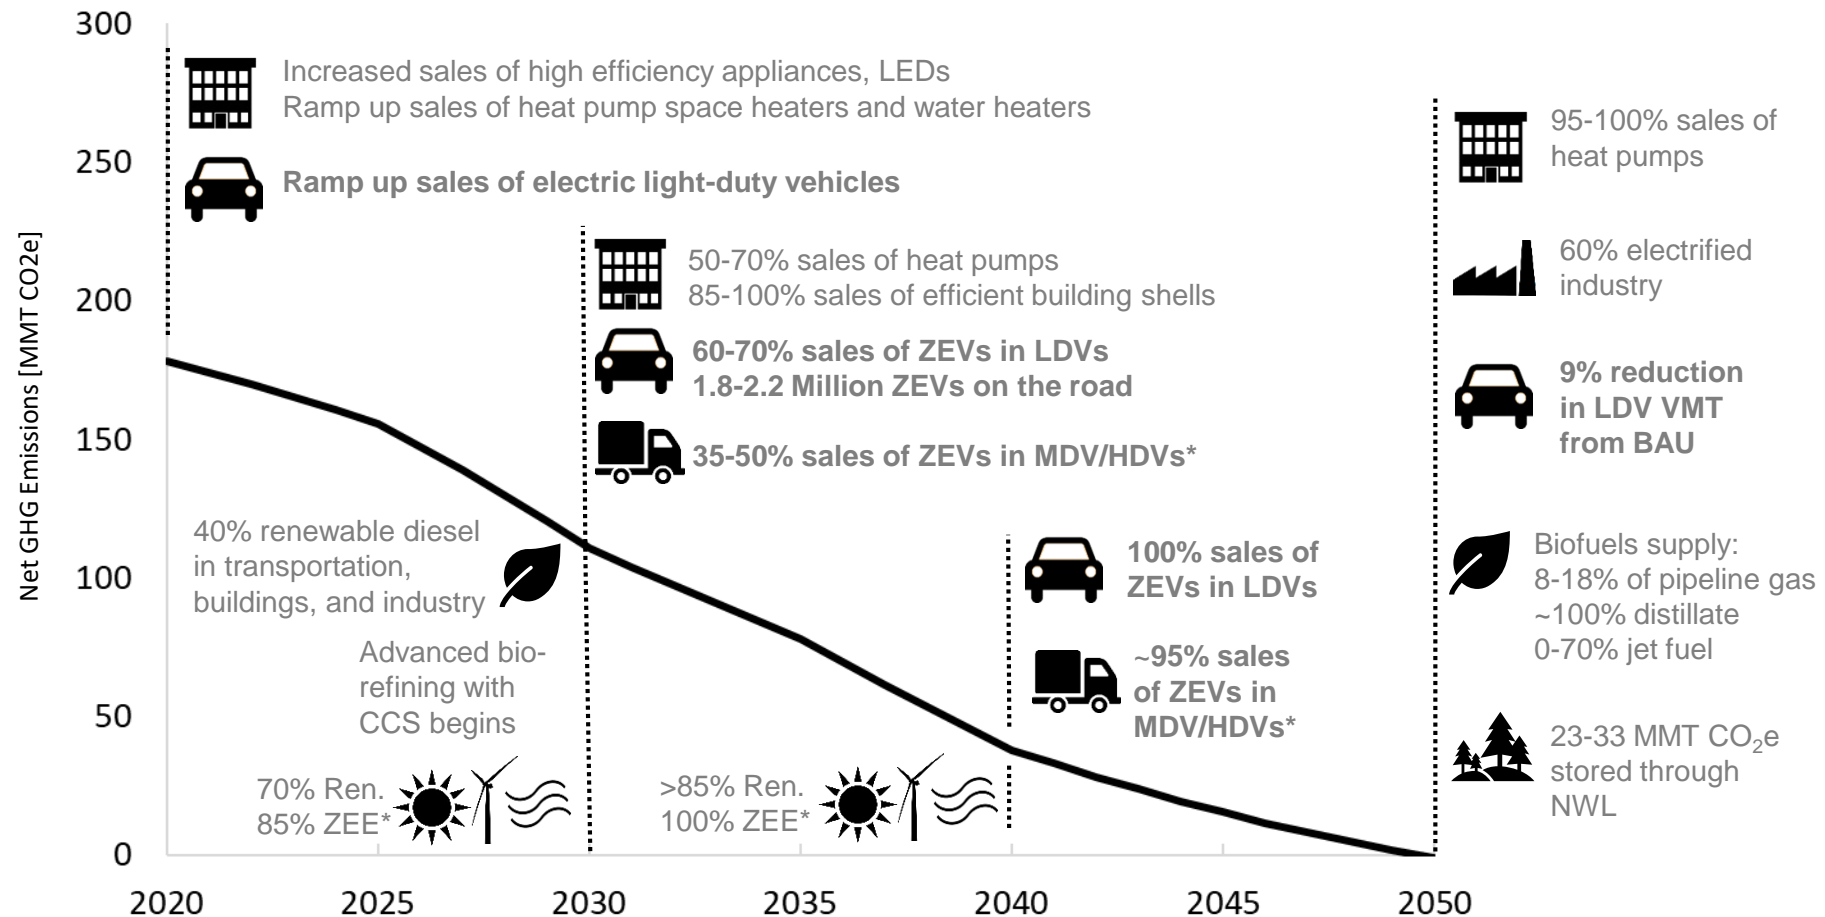 Net GHG Emissions [MMT CO2e]
300
250
200
150
100
50
0
Increased sales of high efficiency appliances, LEDs
Ramp up sales of heat pump space heaters and water heaters
Ramp up sales of electric light-duty vehicles
50-70% sales of heat pumps
85-100% sales of efficient building shells
60-70% sales of ZEVs in LDVs
1.8-2.2 Million ZEVs on the road
35-50% sales of ZEVs in MDV/HDVs*
40% renewable diesel
in transportation,
buildings, and industry
Advanced bio-
refining with
CCS begins
70% Ren.
85% ZEE*
>85% Ren.
100% ZEE*
100% sales of
ZEVs in LDVs
~95% sales
of ZEVs in
MDV/HDVs*
95-100% sales of
heat pumps
60% electrified
industry
9% reduction
in LDV VMT
from BAU
Biofuels supply:
8-18% of pipeline gas
~100% distillate
0-70% jet fuel
23-33 MMT CO₂e
stored through
NWL
2020
2025
2030
2035
2040
2045
2050